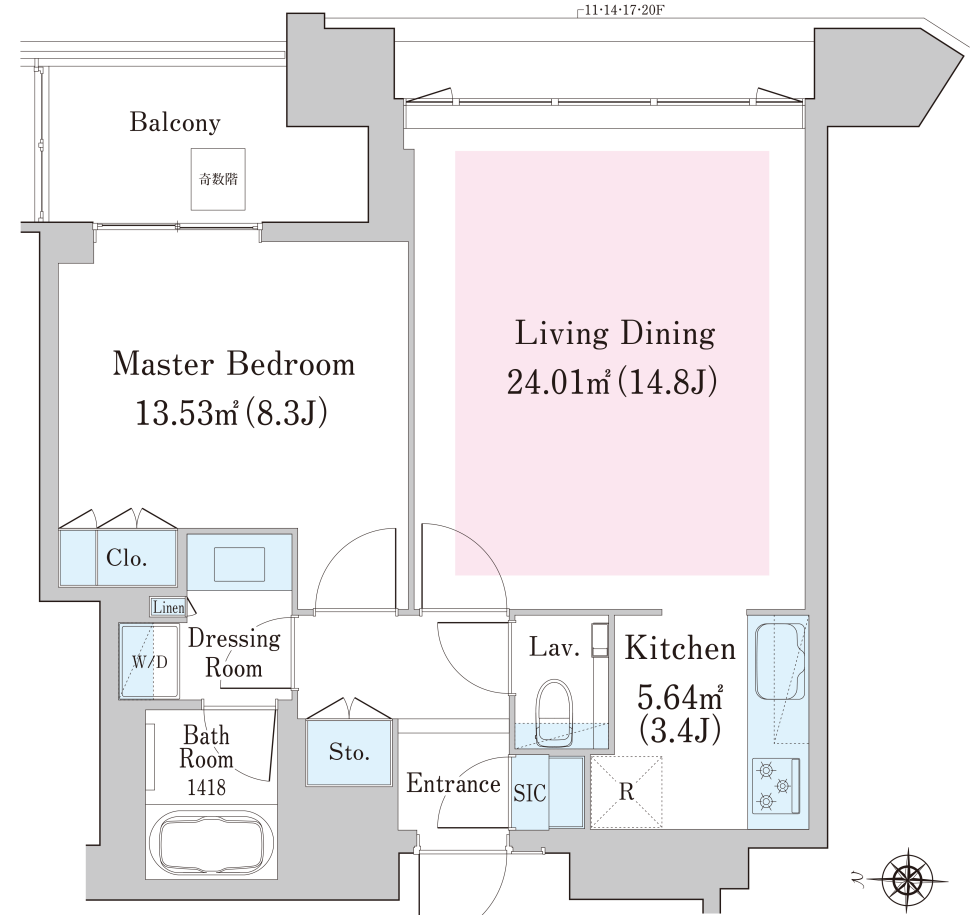 11・14・17・20F
Balcony
奇数階
Living Dining
24.01㎡(14.8J)
Master Bedroom
13.53㎡(8.3J)
Clo.
Linen
Dressing
Room
W/D
Lav.
Kitchen
5.64㎡
(3.4J)
Bath
Room
1418
Sto.
Entrance
SIC
R
N